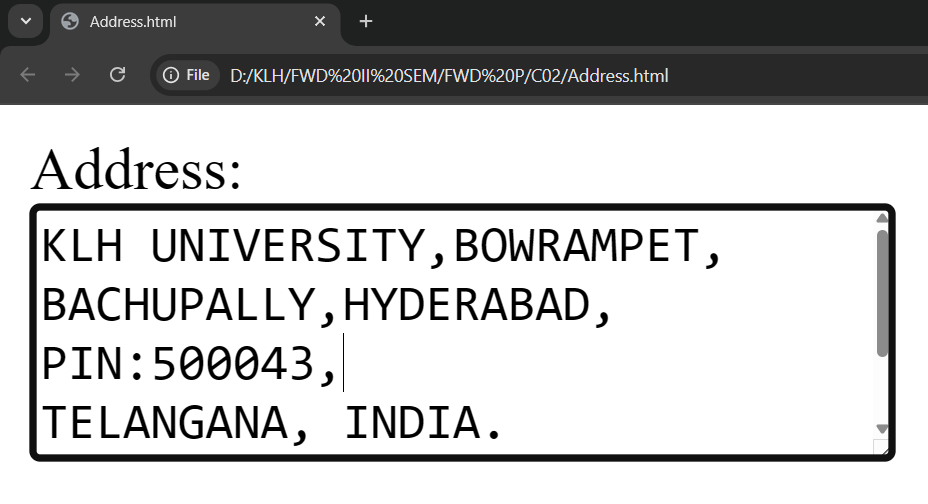 Address.html
File
D:/KLH/FWD%20II%20SEM/FWD%20P/C02/Address.html
Address:
KLH UNIVERSITY,BOWRAMPET,
BACHUPALLY,HYDERABAD,
PIN:500043,
TELANGANA, INDIA.